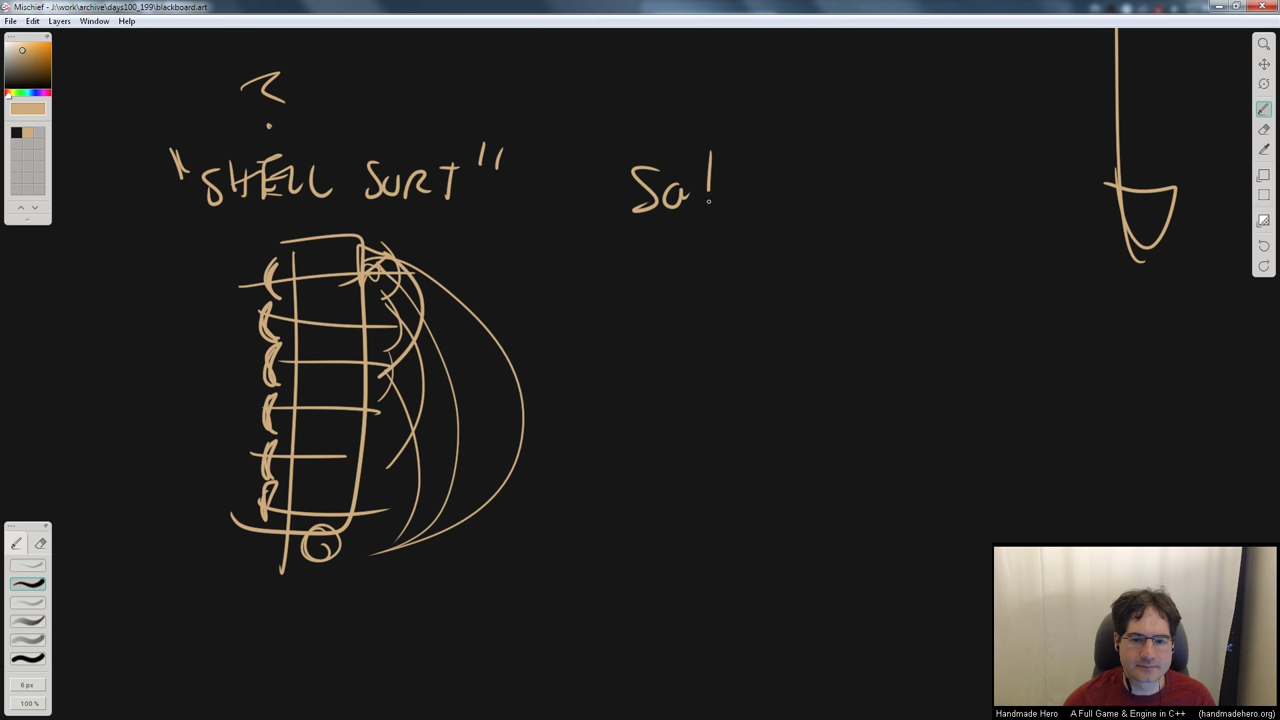 Mischief - J:\work\archive\days100_199\blackboard.art
File Edit Layers Window Help
?
"SHELL SORT"
So!
6 px
100 %
Handmade Hero A Full Game & Engine in C++ (handmadehero.org)